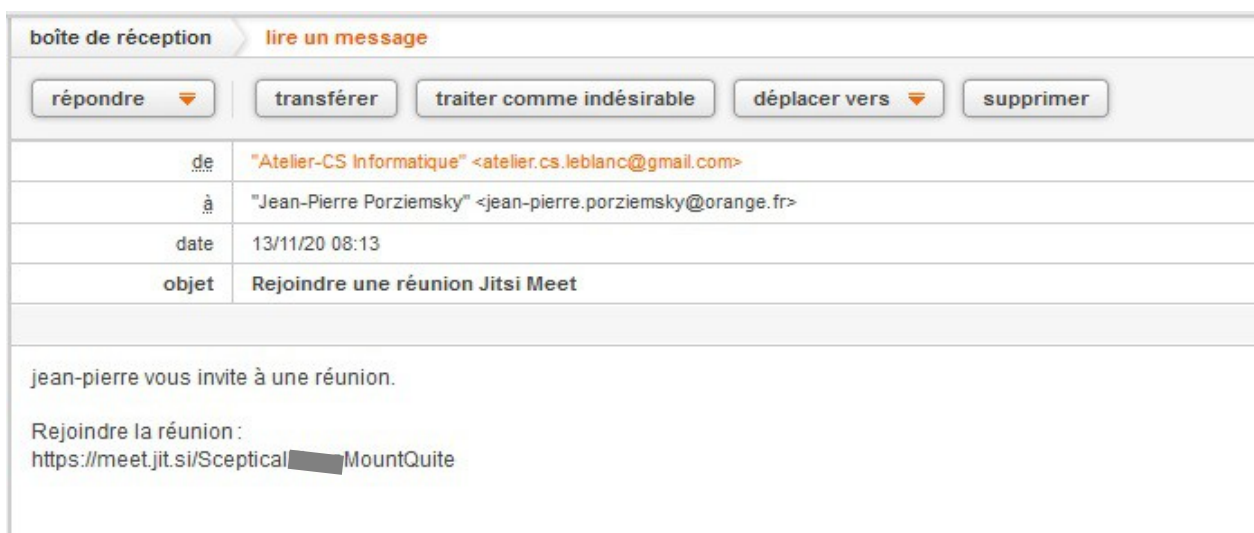 boîte de réception lire un message
répondre transférer traiter comme indésirable déplacer vers supprimer
de "Atelier-CS Informatique" <atelier.cs.leblanc@gmail.com>
à "Jean-Pierre Porziemsky" <jean-pierre.porziemsky@orange.fr>
date 13/11/20 08:13
objet Rejoindre une réunion Jitsi Meet
jean-pierre vous invite à une réunion.
Rejoindre la réunion :
https://meet.jit.si/Sceptical MountQuite